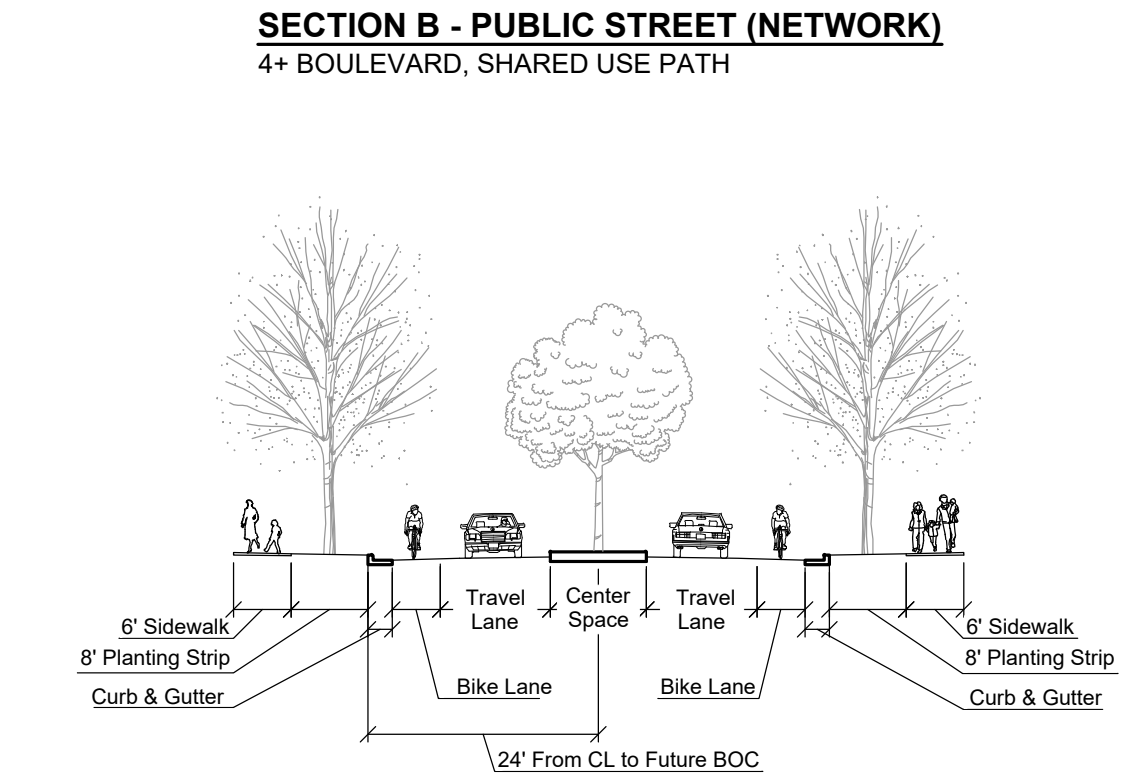 SECTION B - PUBLIC STREET (NETWORK)
4+ BOULEVARD, SHARED USE PATH
Travel
Lane
Center
Space
Travel
Lane
6' Sidewalk
6' Sidewalk
8' Planting Strip
8' Planting Strip
Curb & Gutter
Bike Lane
Bike Lane
Curb & Gutter
24' From CL to Future BOC